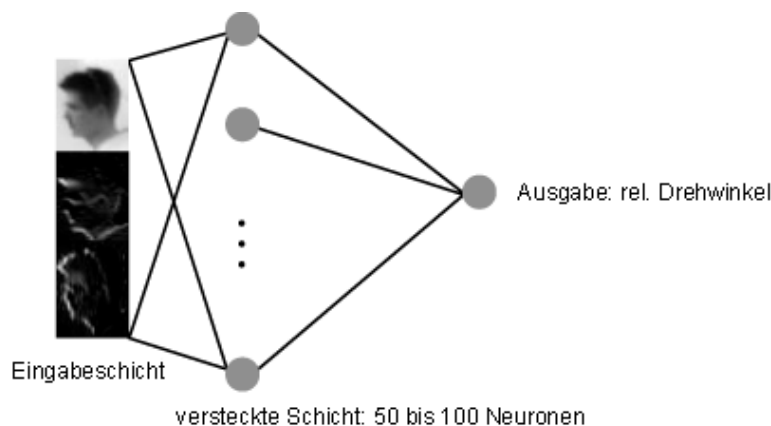 Ausgabe: rel. Drehwinkel
Eingabeschicht
versteckte Schicht: 50 bis 100 Neuronen